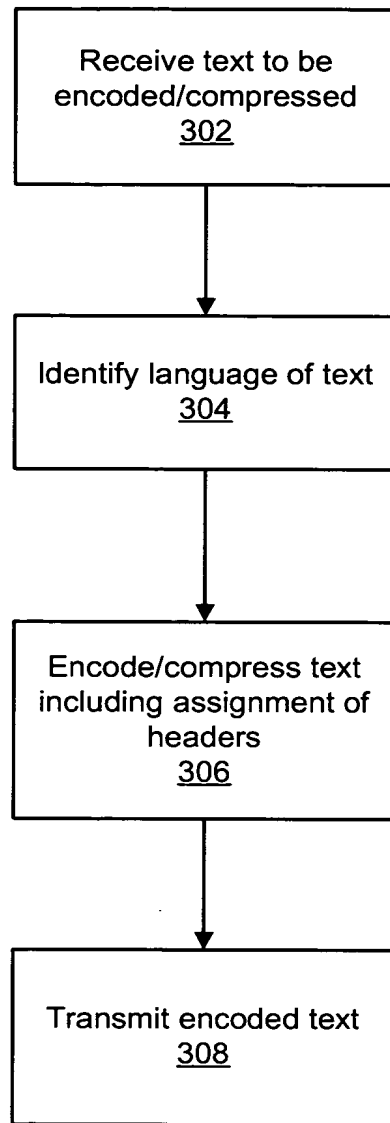 Receive text to be
encoded/compressed
302
Identify language of text
304
Encode/compress text
including assignment of
headers
306
Transmit encoded text
308